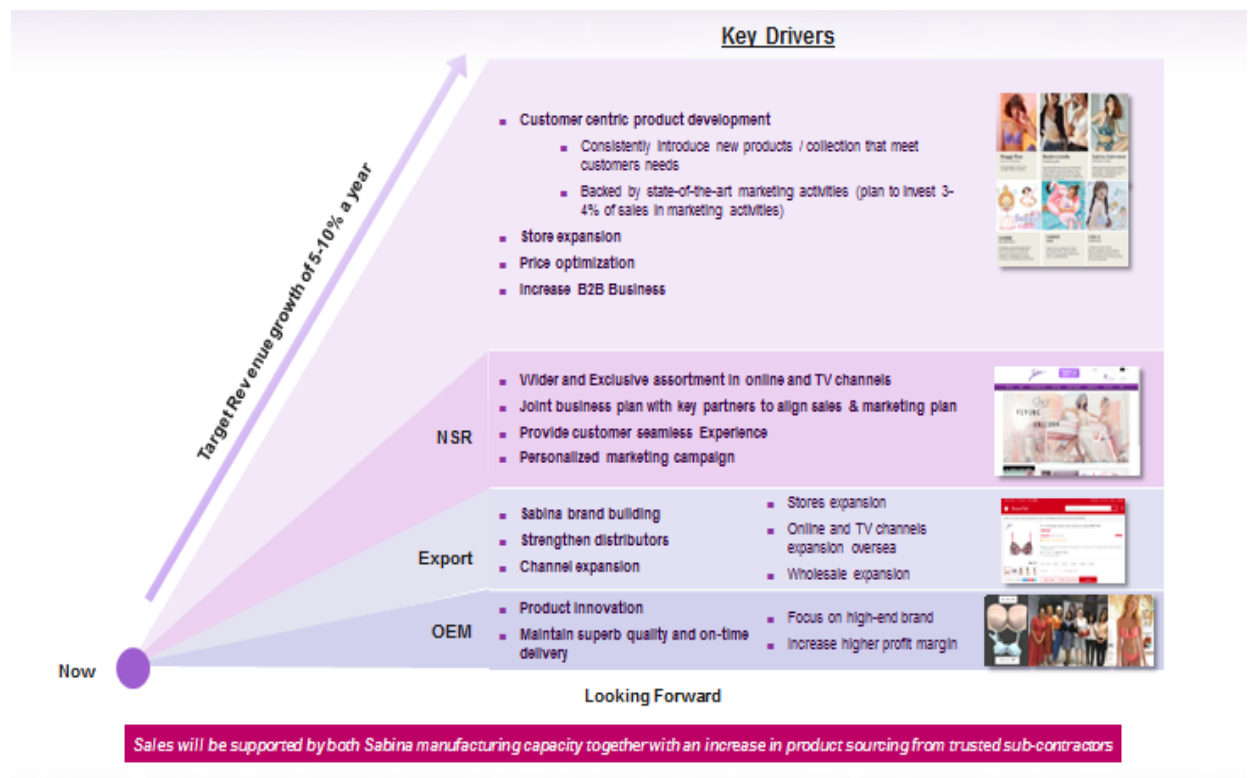 Key Drivers
Target Revenue growth of 5-10% a year
Customer centric product development
Consistently introduce new products / collection that meet
customers needs
Backed by state-of-the-art marketing activities (plan to invest 3-
4% of sales in marketing activities)
Store expansion
Price optimization
Increase B2B Business
NSR
Wider and Exclusive assortment in online and TV channels
Joint business plan with key partners to align sales & marketing plan
Provide customer seamless Experience
Personalized marketing campaign
Export
Sabina brand building
Strengthen distributors
Channel expansion
Stores expansion
Online and TV channels
expansion oversea
Wholesale expansion
OEM
Product innovation
Maintain superb quality and on-time
delivery
Focus on high-end brand
Increase higher profit margin
Now
Looking Forward
Sales will be supported by both Sabina manufacturing capacity together with an increase in product sourcing from trusted sub-contractors